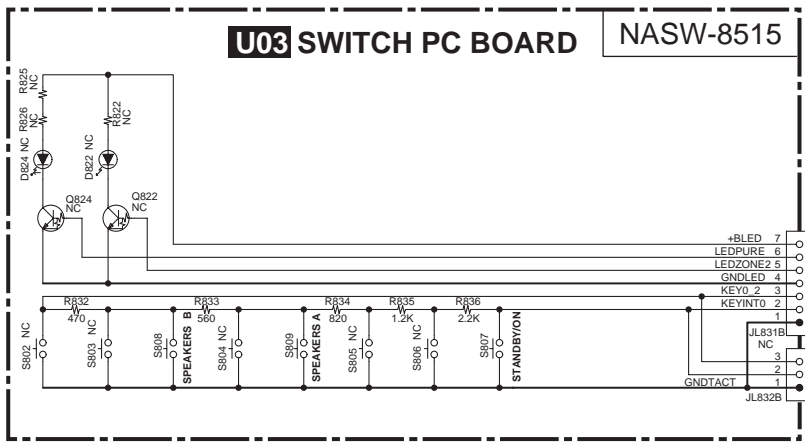 U03 SWITCH PC BOARD
NASW-8515
R825
NC
R826
NC
R822
NC
D824 NC
D822 NC
Q824
NC
Q822
NC
+BLED 7
LEDPURE 6
LEDZONE2 5
GNDLED 4
KEY0_2 3
KEYINT0 2
1
JL831B
NC
R832
470
R833
560
R834
820
R835
1.2K
R836
2.2K
S802 NC
S803 NC
S808
SPEAKERS B
S804 NC
S809
SPEAKERS A
S805 NC
S806 NC
S807
STANDBY/ON
3
2
GNDTACT 1
JL832B